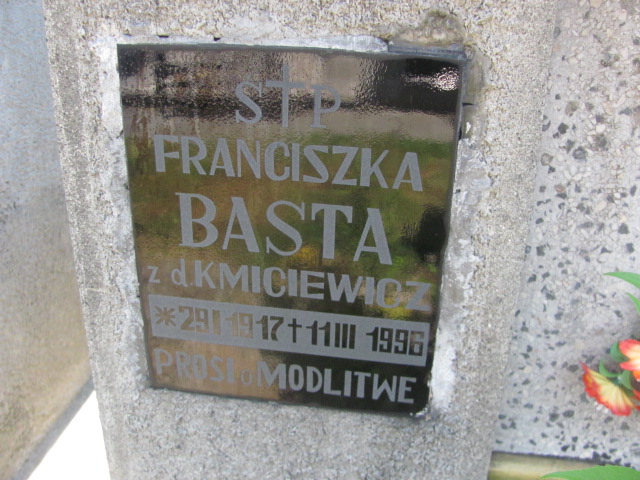 S†P
FRANCISZKA
BASTA
z d.KMICIEWICZ
*29 I 1917 † 11 III 1996
PROSI o MODLITWE